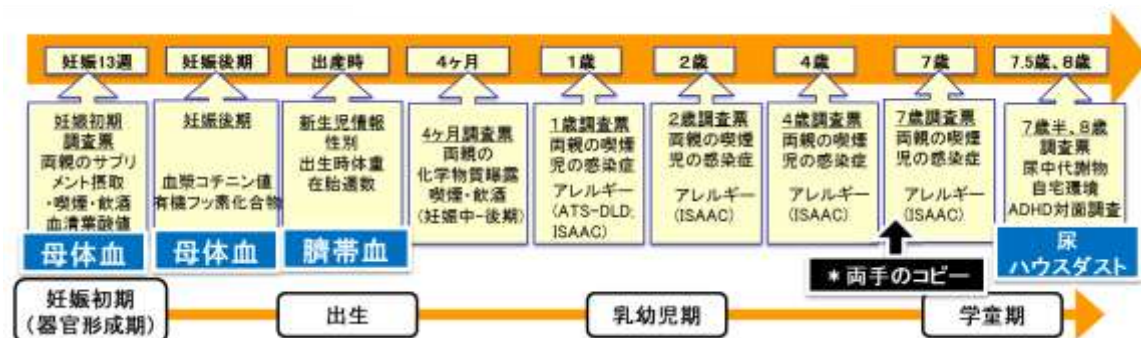 妊娠13週
妊娠後期
出産時
4ヶ月
1歳
2歳
4歳
7歳
7.5歳、8歳
妊娠初期
調査票
両親のサプリ
メント摂取
・喫煙・飲酒
血清葉酸値
母体血
妊娠後期
血漿コチニン値
有機フッ素化合物
母体血
新生児情報
性別
出生時体重
在胎週数
臍帯血
4ヶ月調査票
両親の
化学物質曝露
喫煙・飲酒
(妊娠中-後期)
1歳調査票
両親の喫煙
児の感染症
アレルギー
(ATS-DLD;
ISAAC)
2歳調査票
両親の喫煙
児の感染症
アレルギー
(ISAAC)
4歳調査票
両親の喫煙
児の感染症
アレルギー
(ISAAC)
7歳調査票
両親の喫煙
児の感染症
アレルギー
(ISAAC)
*両手のコピー
7歳半、8歳
調査票
尿中代謝物
自宅環境
ADHD対面調査
尿
ハウスダスト
妊娠初期
(器官形成期)
出生
乳幼児期
学童期